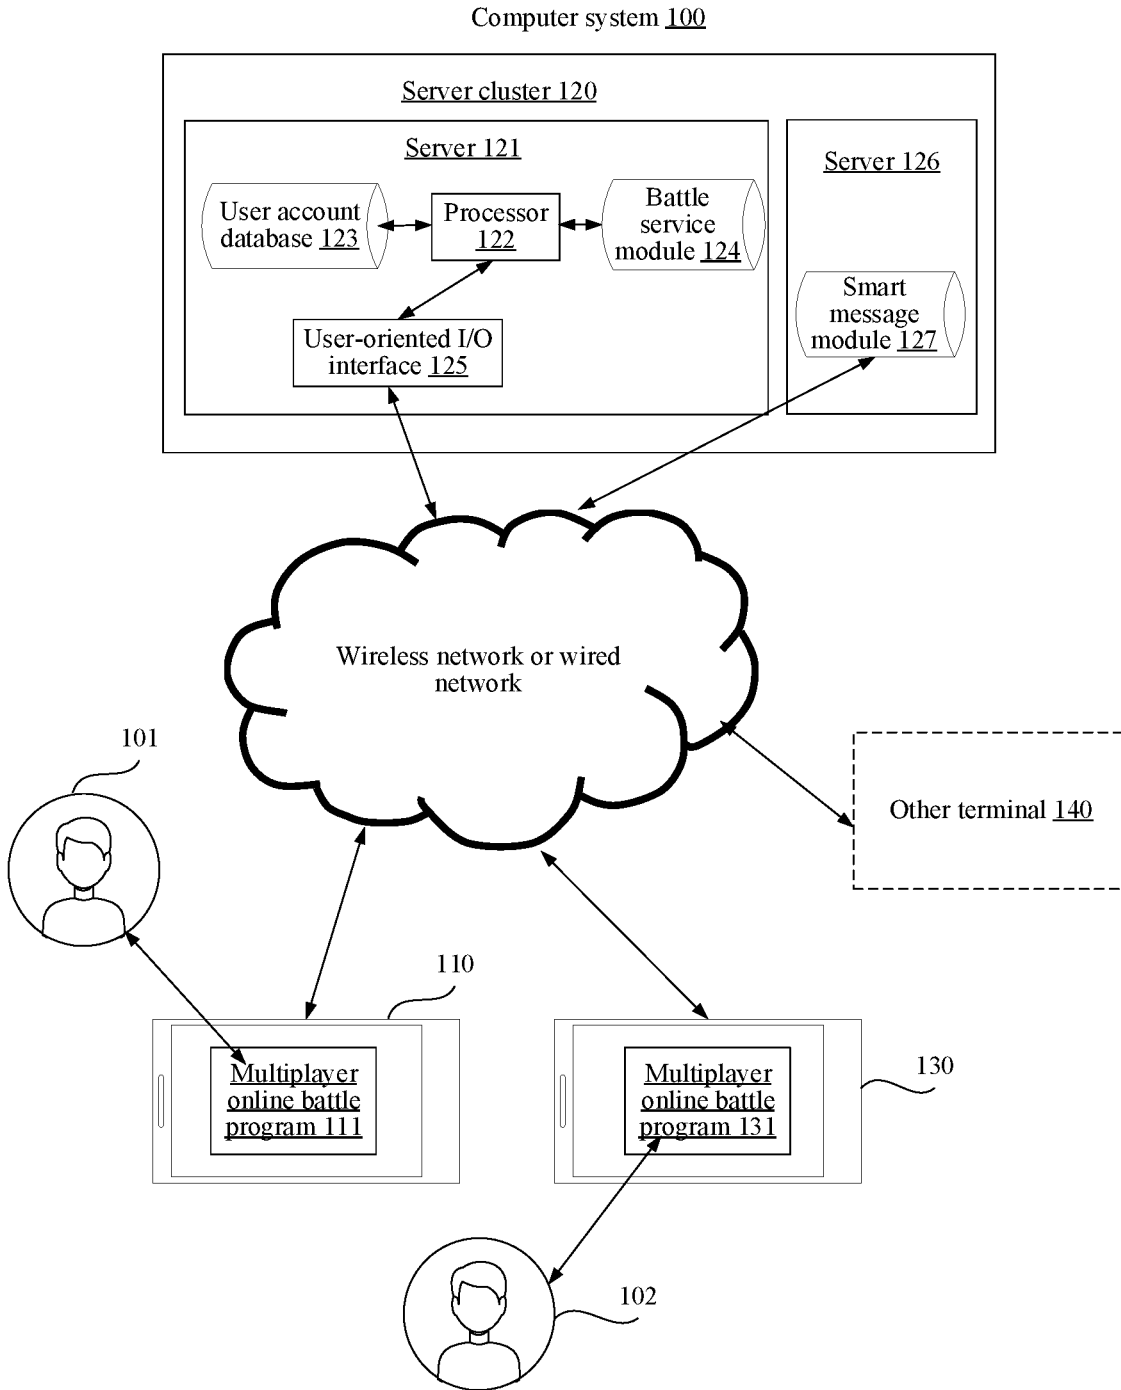 Computer system 100
Server cluster 120
Server 121
User account
database 123
Processor
122
Battle
service
module 124
User-oriented I/O
interface 125
Server 126
Smart
message
module 127
Wireless network or wired
network
101
Other terminal 140
110
Multiplayer
online battle
program 111
Multiplayer
online battle
program 131
130
102